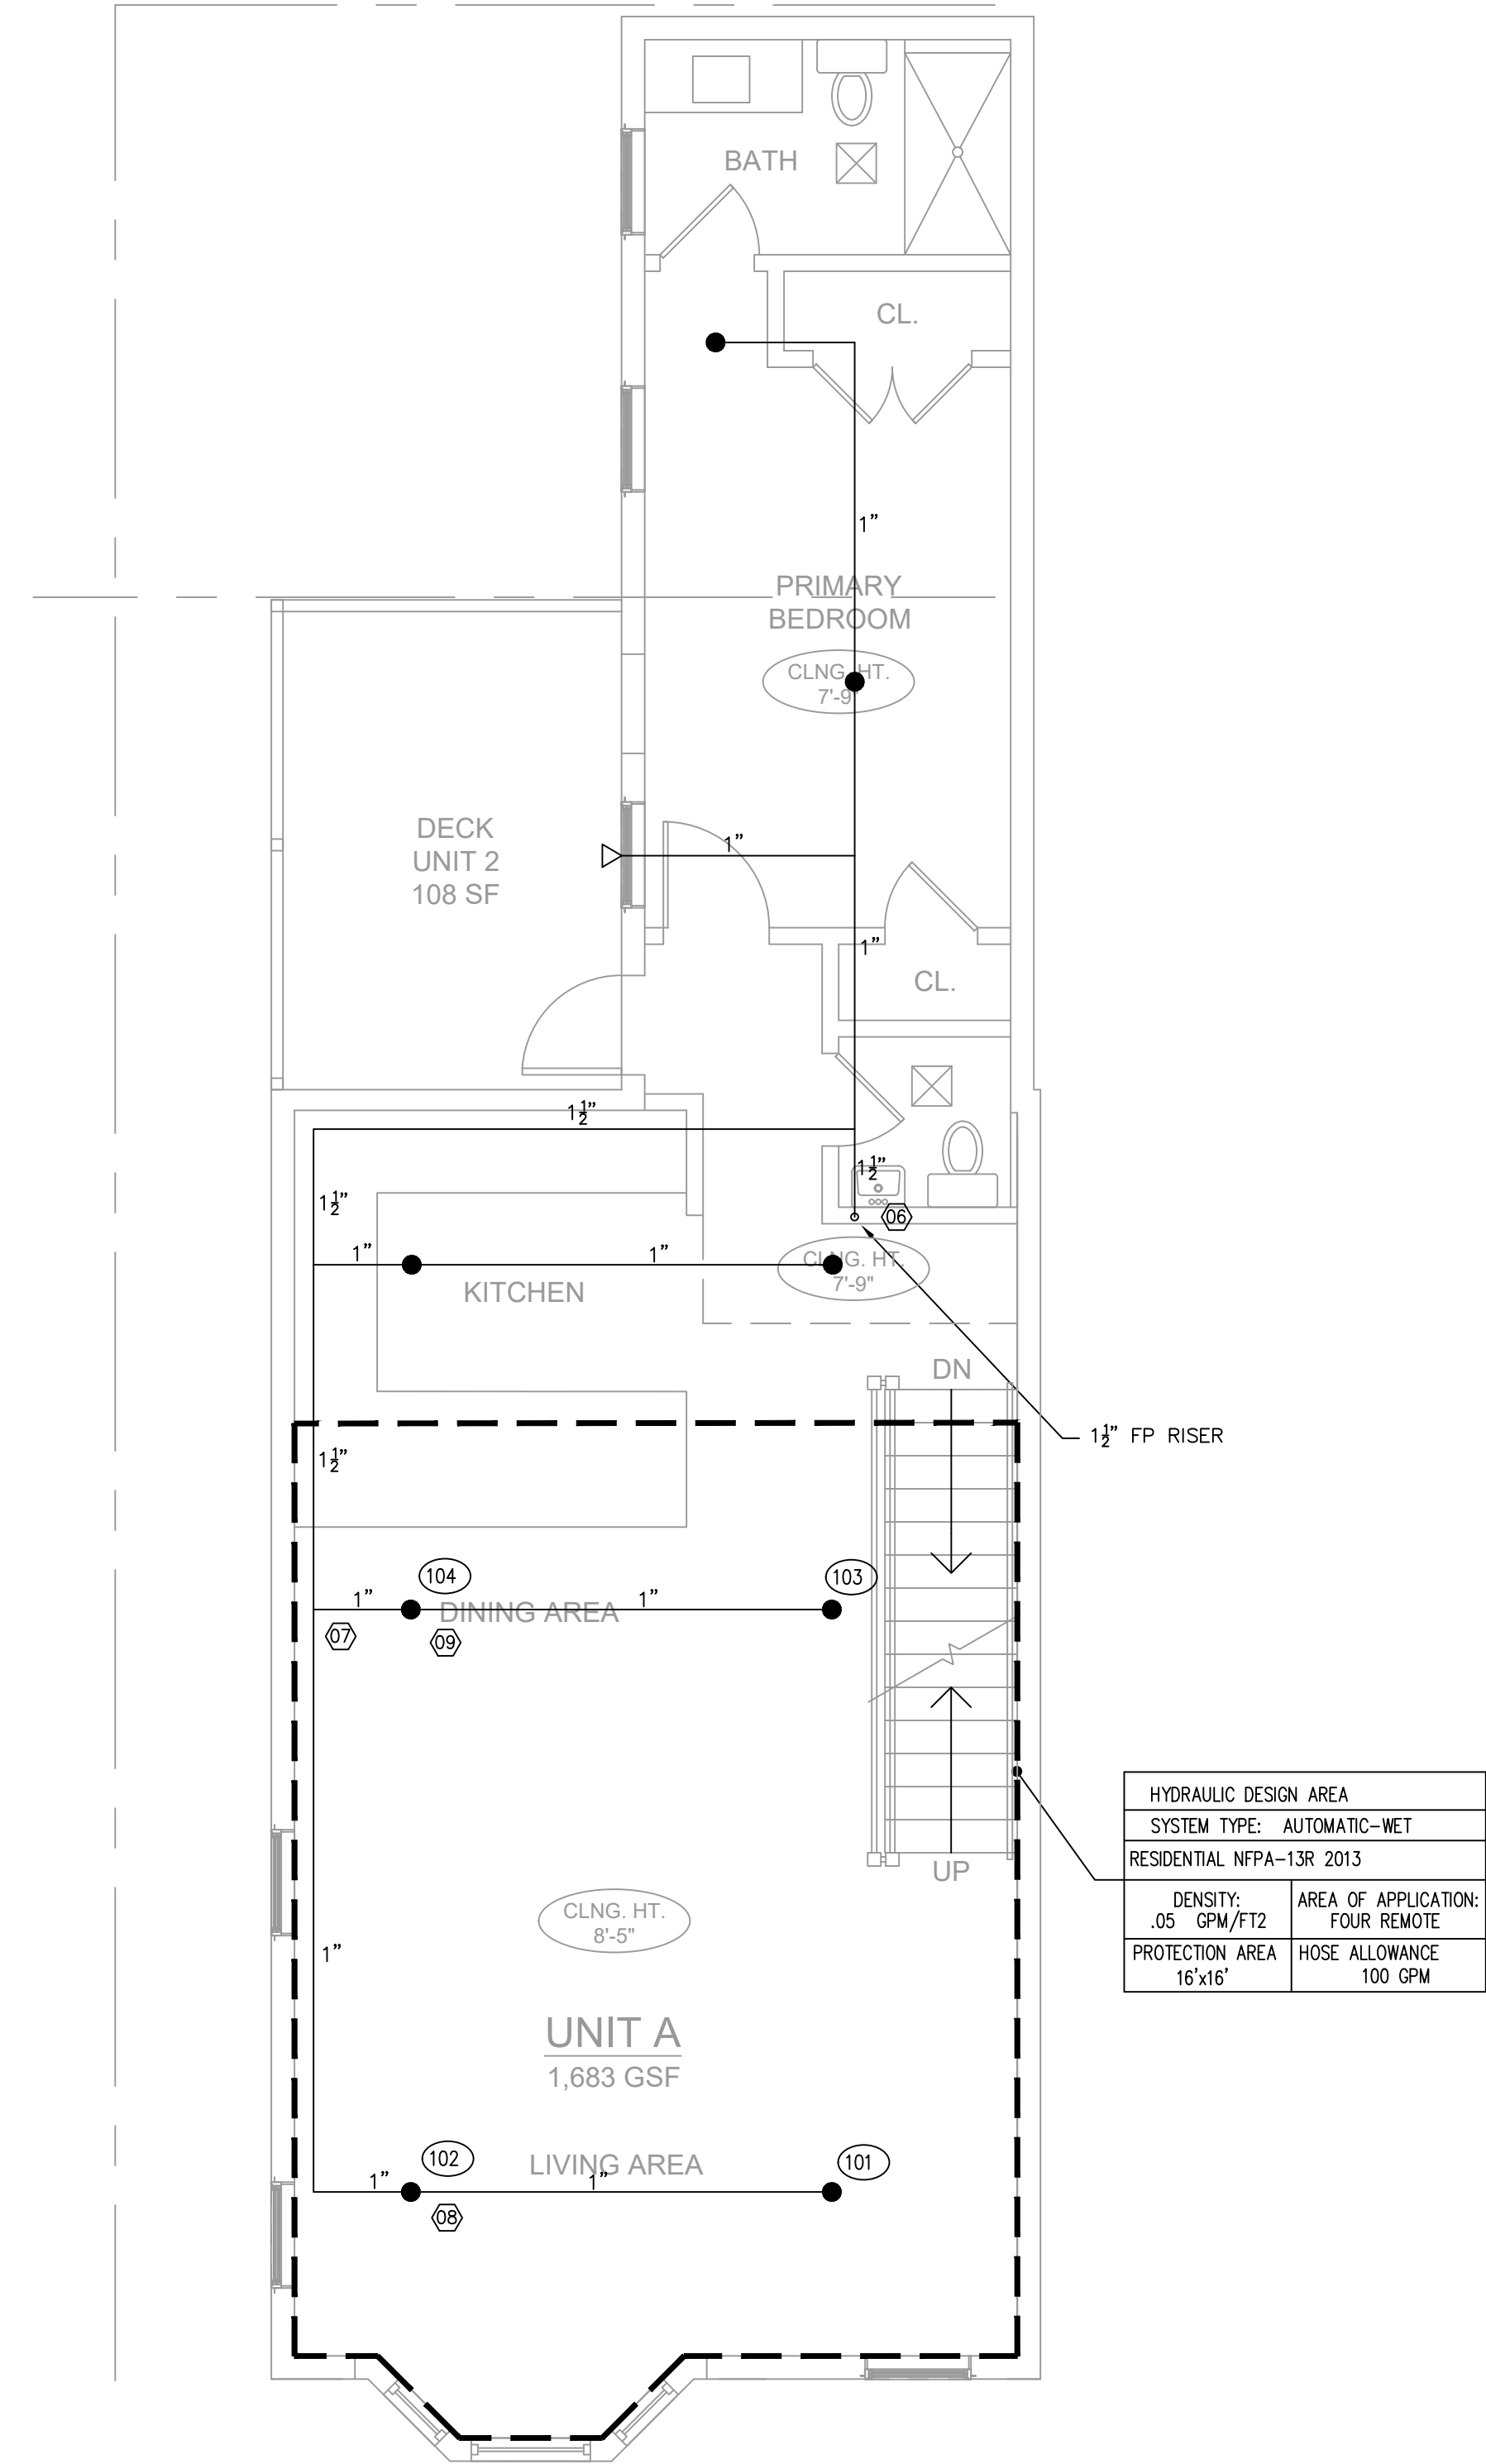 BATH
CL.
1”
PRIMARY
BEDROOM
CLNG. HT.
7'-9"
DECK
UNIT 2
108 SF
1”
1”
CL.
1½”
1½”
1½”
06
1”
1”
CLNG. HT.
7'-9"
KITCHEN
DN
1½” FP RISER
1½”
104
103
1”
1”
DINING AREA
07
09
HYDRAULIC DESIGN AREA
SYSTEM TYPE: AUTOMATIC-WET
RESIDENTIAL NFPA-13R 2013
DENSITY:
.05 GPM/FT2
AREA OF APPLICATION:
FOUR REMOTE
PROTECTION AREA
16'x16'
HOSE ALLOWANCE
100 GPM
UP
CLNG. HT.
8'-5"
1”
UNIT A
1,683 GSF
102
101
LIVING AREA
1”
1”
08